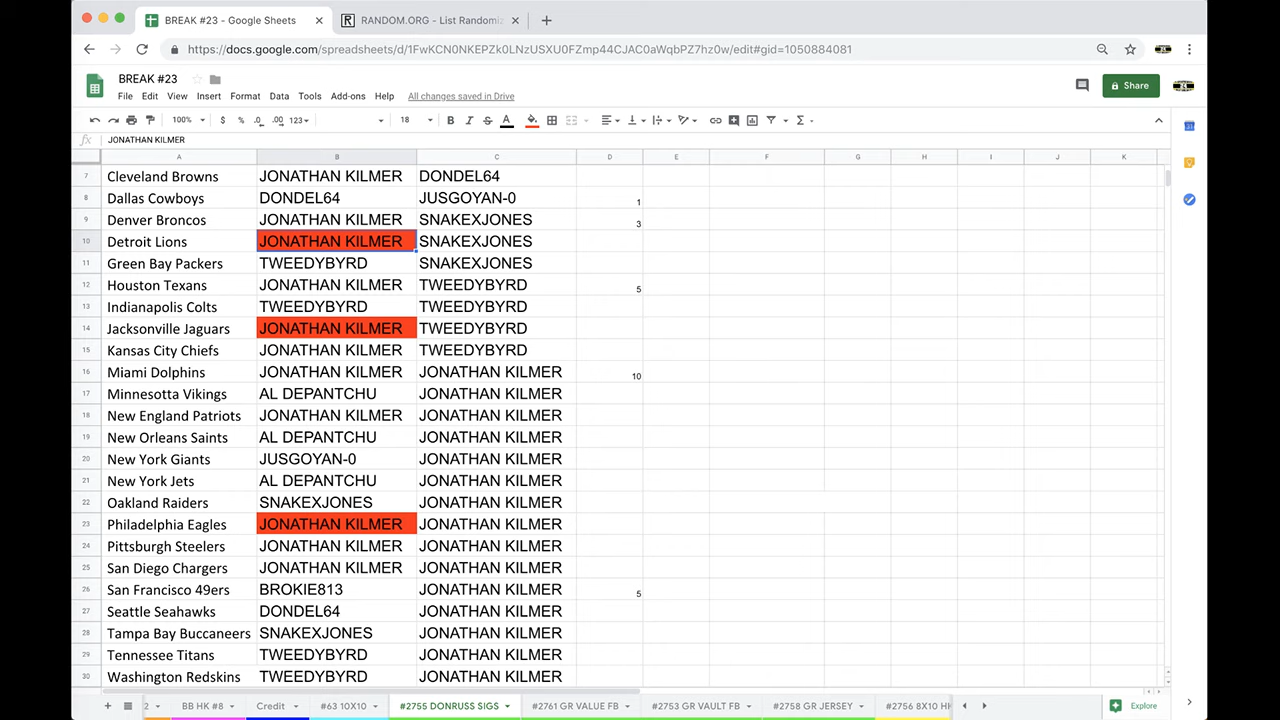 BREAK #23 - Google Sheets
RANDOM.ORG - List Randomi
https://docs.google.com/spreadsheets/d/1FwKCN0NKEPZk0LNzUSXU0FZmp44CJAC0aWqbPZ7hz0w/edit#gid=1050884081
BREAK #23
File Edit View Insert Format Data Tools Add-ons Help All changes saved in Drive
Share
100% $ % .0 .00 123 18 B I S A
fx JONATHAN KILMER
A B C D E F G H I J K
7 Cleveland Browns JONATHAN KILMER DONDEL64
8 Dallas Cowboys DONDEL64 JUSGOYAN-0 1
9 Denver Broncos JONATHAN KILMER SNAKEXJONES 3
10 Detroit Lions JONATHAN KILMER SNAKEXJONES
11 Green Bay Packers TWEEDYBYRD SNAKEXJONES
12 Houston Texans JONATHAN KILMER TWEEDYBYRD 5
13 Indianapolis Colts TWEEDYBYRD TWEEDYBYRD
14 Jacksonville Jaguars JONATHAN KILMER TWEEDYBYRD
15 Kansas City Chiefs JONATHAN KILMER TWEEDYBYRD
16 Miami Dolphins JONATHAN KILMER JONATHAN KILMER 10
17 Minnesotta Vikings AL DEPANTCHU JONATHAN KILMER
18 New England Patriots JONATHAN KILMER JONATHAN KILMER
19 New Orleans Saints AL DEPANTCHU JONATHAN KILMER
20 New York Giants JUSGOYAN-0 JONATHAN KILMER
21 New York Jets AL DEPANTCHU JONATHAN KILMER
22 Oakland Raiders SNAKEXJONES JONATHAN KILMER
23 Philadelphia Eagles JONATHAN KILMER JONATHAN KILMER
24 Pittsburgh Steelers JONATHAN KILMER JONATHAN KILMER
25 San Diego Chargers JONATHAN KILMER JONATHAN KILMER
26 San Francisco 49ers BROKIE813 JONATHAN KILMER 5
27 Seattle Seahawks DONDEL64 JONATHAN KILMER
28 Tampa Bay Buccaneers SNAKEXJONES JONATHAN KILMER
29 Tennessee Titans TWEEDYBYRD JONATHAN KILMER
30 Washington Redskins TWEEDYBYRD JONATHAN KILMER
2 BB HK #8 Credit #63 10X10 #2755 DONRUSS SIGS #2761 GR VALUE FB #2753 GR VAULT FB #2758 GR JERSEY #2756 8X10 HI Explore